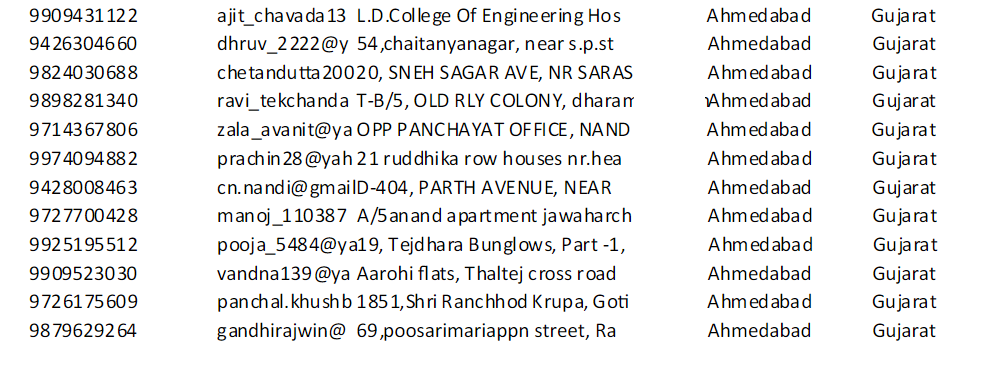 9909431122 ajit_chavada13 L.D.College Of Engineering Hos Ahmedabad Gujarat
9426304660 dhruv_2222@y 54,chaitanyanagar, near s.p.st Ahmedabad Gujarat
9824030688 chetandutta20020, SNEH SAGAR AVE, NR SARAS Ahmedabad Gujarat
9898281340 ravi_tekchanda T-B/5, OLD RLY COLONY, dharam Ahmedabad Gujarat
9714367806 zala_avanit@ya OPP PANCHAYAT OFFICE, NAND Ahmedabad Gujarat
9974094882 prachin28@yah 21 ruddhika row houses nr.hea Ahmedabad Gujarat
9428008463 cn.nandi@gmailD-404, PARTH AVENUE, NEAR Ahmedabad Gujarat
9727700428 manoj_110387 A/5anand apartment jawaharch Ahmedabad Gujarat
9925195512 pooja_5484@ya19, Tejdhara Bunglows, Part -1, Ahmedabad Gujarat
9909523030 vandna139@ya Aarohi flats, Thaltej cross road Ahmedabad Gujarat
9726175609 panchal.khushb 1851,Shri Ranchhod Krupa, Goti Ahmedabad Gujarat
9879629264 gandhirajwin@ 69,poosarimariappn street, Ra Ahmedabad Gujarat